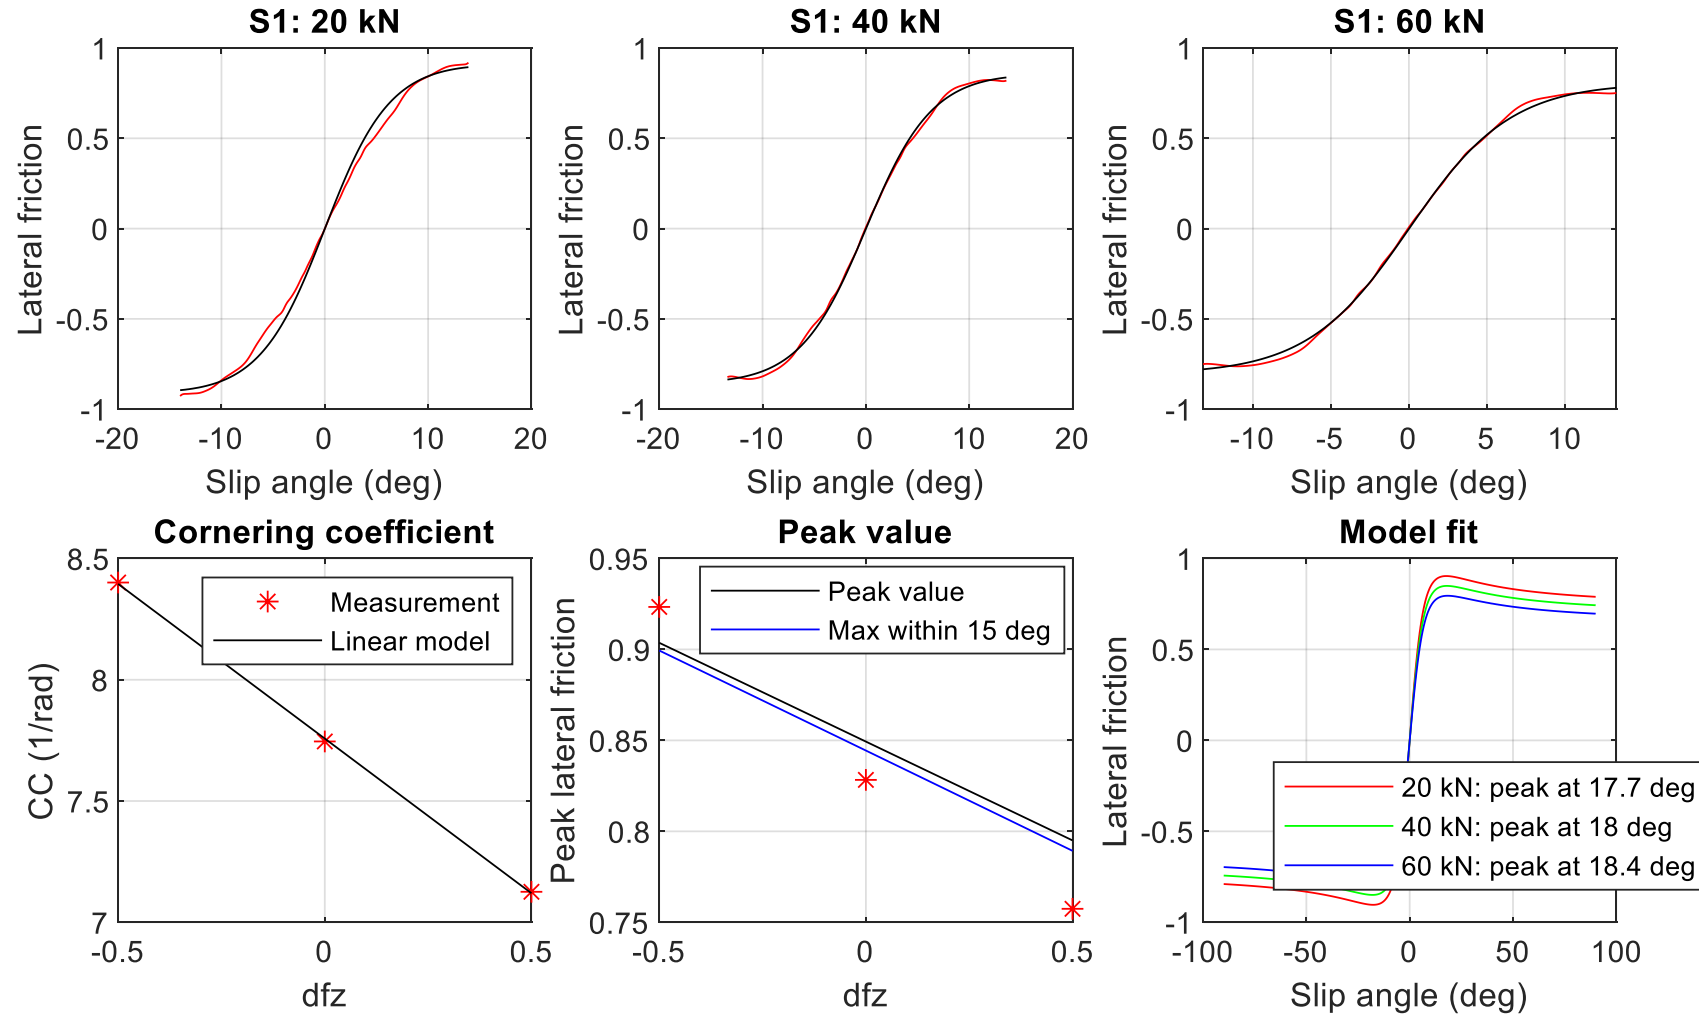 S1: 20 kN
1
0.5
0
-0.5
-1
Lateral friction
-20 -10 0 10 20
Slip angle (deg)
S1: 40 kN
1
0.5
0
-0.5
-1
Lateral friction
-20 -10 0 10 20
Slip angle (deg)
S1: 60 kN
1
0.5
0
-0.5
-1
Lateral friction
-10 -5 0 5 10
Slip angle (deg)
Cornering coefficient
8.5
8
7.5
7
CC (1/rad)
Measurement
Linear model
-0.5 0 0.5
dfz
Peak value
0.95
0.9
0.85
0.8
0.75
Peak lateral friction
Peak value
Max within 15 deg
-0.5 0 0.5
dfz
Model fit
1
0.5
0
-0.5
-1
Lateral friction
20 kN: peak at 17.7 deg
40 kN: peak at 18 deg
60 kN: peak at 18.4 deg
-100 -50 0 50 100
Slip angle (deg)